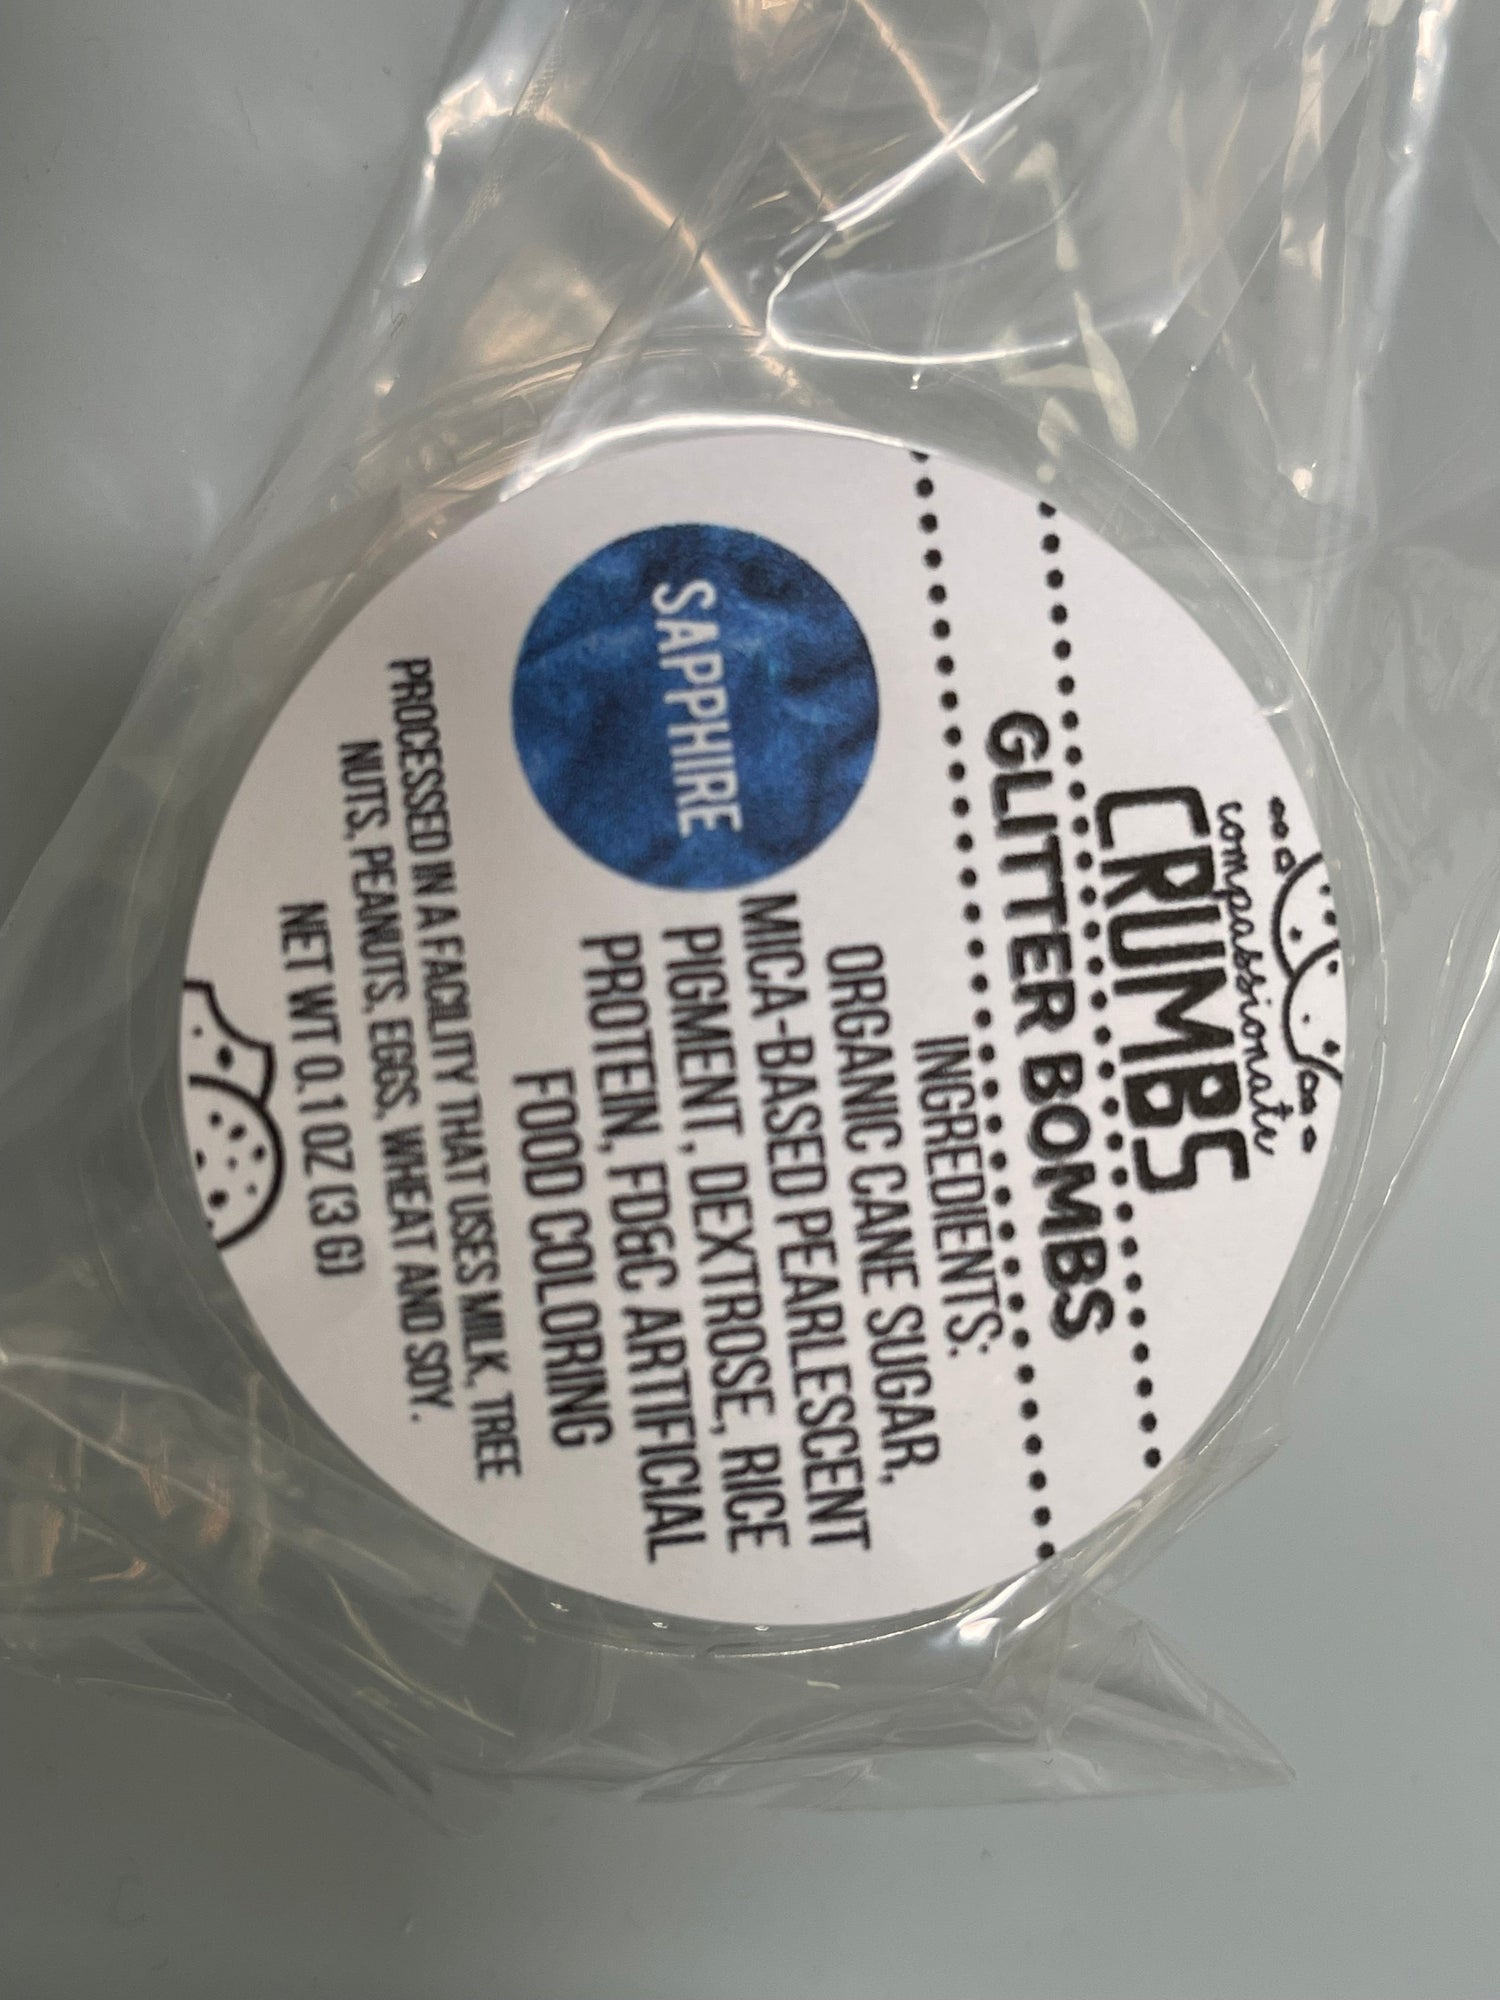 compassionate
CRUMBS
GLITTER BOMBS
INGREDIENTS:
ORGANIC CANE SUGAR,
MICA-BASED PEARLESCENT
PIGMENT, DEXTROSE, RICE
PROTEIN, FD&C ARTIFICIAL
FOOD COLORING
SAPPHIRE
PROCESSED IN A FACILITY THAT USES MILK, TREE
NUTS, PEANUTS, EGGS, WHEAT AND SOY.
NET WT 0.1 OZ (3 G)